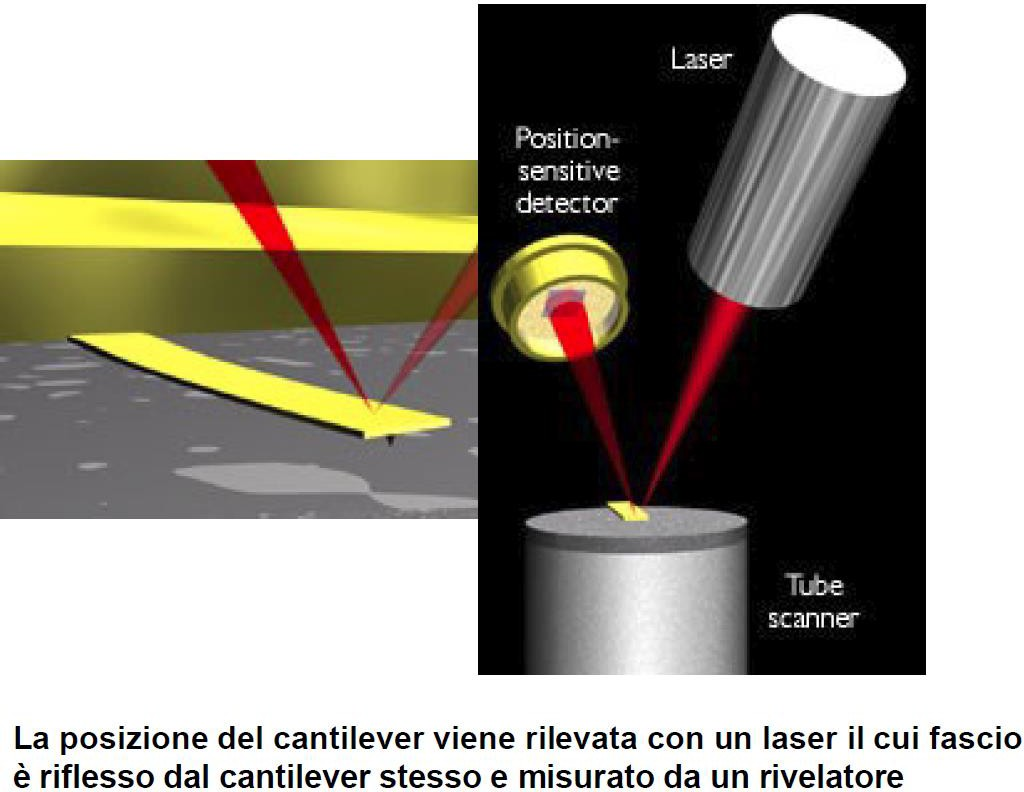 Laser
Position-
sensitive
detector
Tube
scanner
La posizione del cantilever viene rilevata con un laser il cui fascio
è riflesso dal cantilever stesso e misurato da un rivelatore